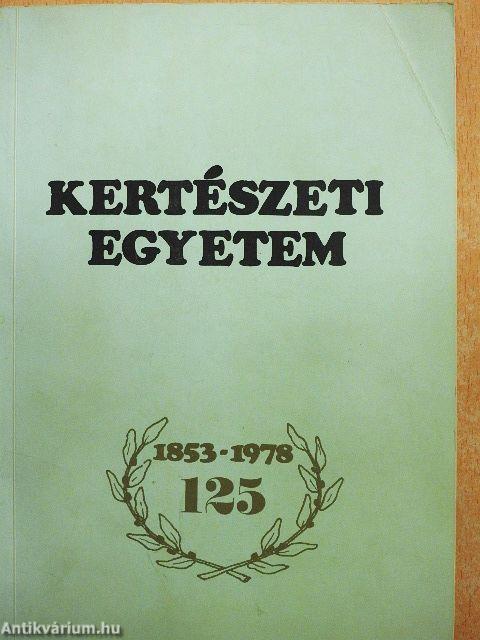 KERTÉSZETI
EGYETEM
1853-1978
125
Antikvárium.hu